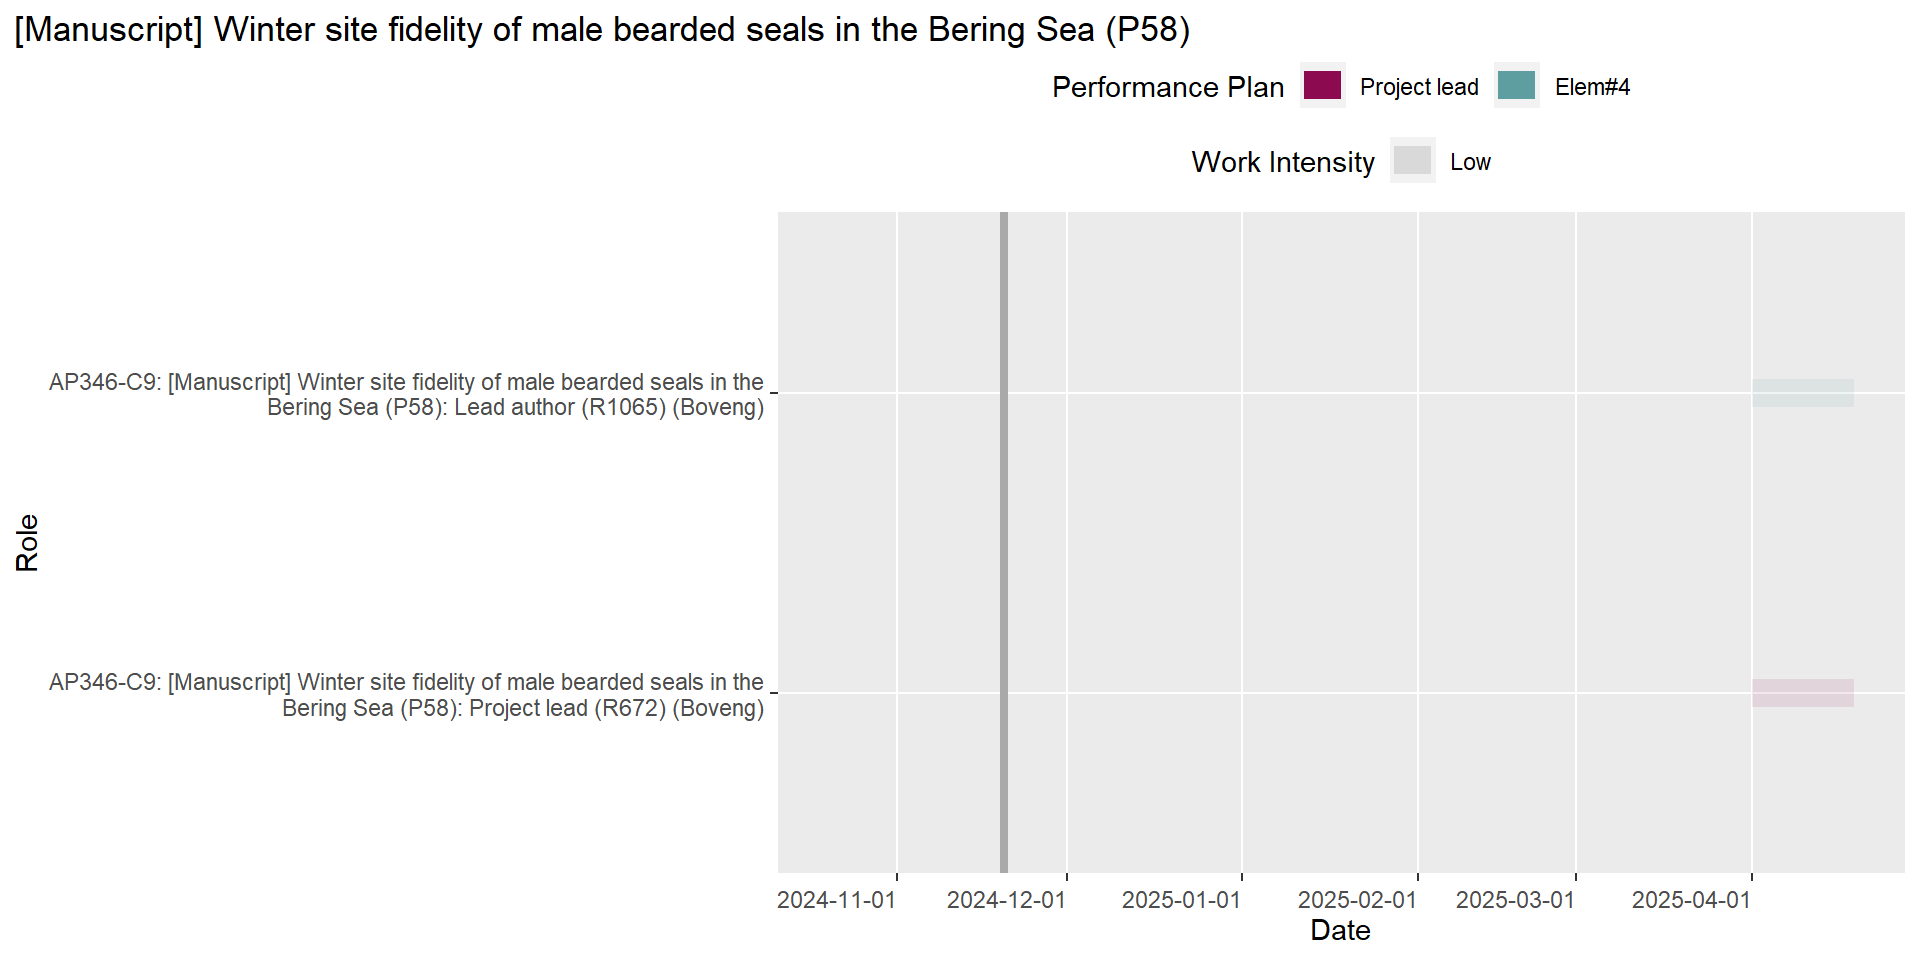 [Manuscript] Winter site fidelity of male bearded seals in the Bering Sea (P58)
Performance Plan Project lead Elem#4
Work Intensity Low
AP346-C9: [Manuscript] Winter site fidelity of male bearded seals in the
Bering Sea (P58): Lead author (R1065) (Boveng)
Role
AP346-C9: [Manuscript] Winter site fidelity of male bearded seals in the
Bering Sea (P58): Project lead (R672) (Boveng)
2024-11-01 2024-12-01 2025-01-01 2025-02-01 2025-03-01 2025-04-01
Date